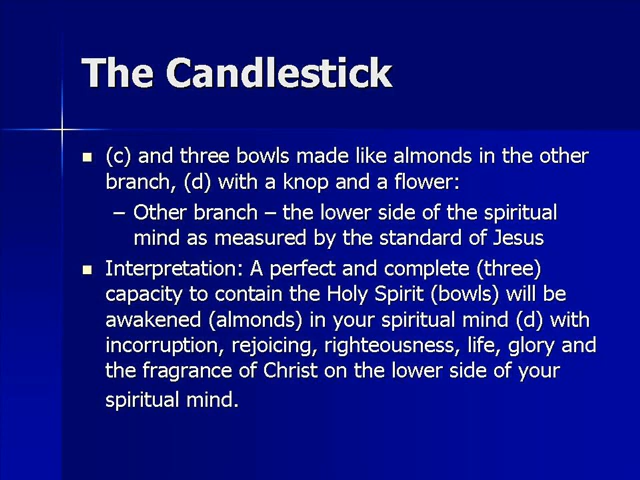 The Candlestick
(c) and three bowls made like almonds in the other
branch, (d) with a knop and a flower:
– Other branch – the lower side of the spiritual
mind as measured by the standard of Jesus
Interpretation: A perfect and complete (three)
capacity to contain the Holy Spirit (bowls) will be
awakened (almonds) in your spiritual mind (d) with
incorruption, rejoicing, righteousness, life, glory and
the fragrance of Christ on the lower side of your
spiritual mind.